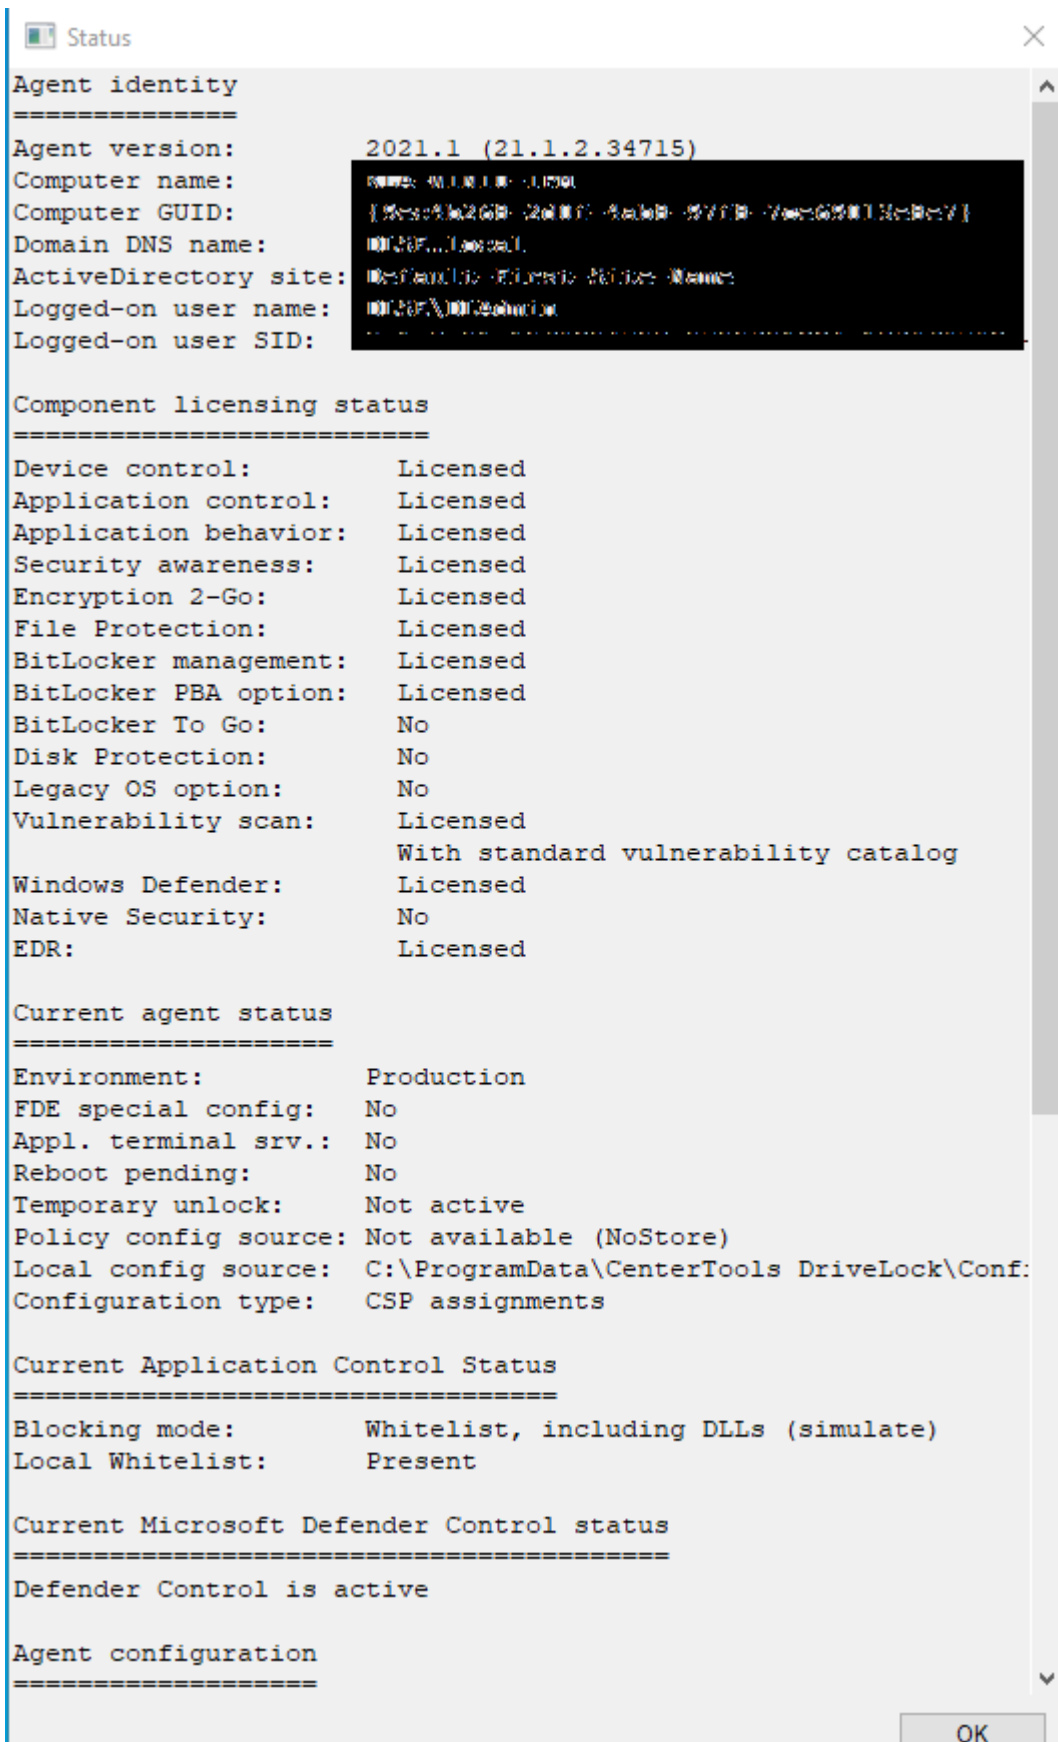 Status
Agent identity
==============
Agent version: 2021.1 (21.1.2.34715)
Computer name:
Computer GUID:
Domain DNS name:
ActiveDirectory site: Default First Site Name
Logged-on user name:
Logged-on user SID:
Component licensing status
==========================
Device control: Licensed
Application control: Licensed
Application behavior: Licensed
Security awareness: Licensed
Encryption 2-Go: Licensed
File Protection: Licensed
BitLocker management: Licensed
BitLocker PBA option: Licensed
BitLocker To Go: No
Disk Protection: No
Legacy OS option: No
Vulnerability scan: Licensed
With standard vulnerability catalog
Windows Defender: Licensed
Native Security: No
EDR: Licensed
Current agent status
====================
Environment: Production
FDE special config: No
Appl. terminal srv.: No
Reboot pending: No
Temporary unlock: Not active
Policy config source: Not available (NoStore)
Local config source: C:\ProgramData\CenterTools DriveLock\Conf
Configuration type: CSP assignments
Current Application Control Status
==================================
Blocking mode: Whitelist, including DLLs (simulate)
Local Whitelist: Present
Current Microsoft Defender Control status
=========================================
Defender Control is active
Agent configuration
===================
OK